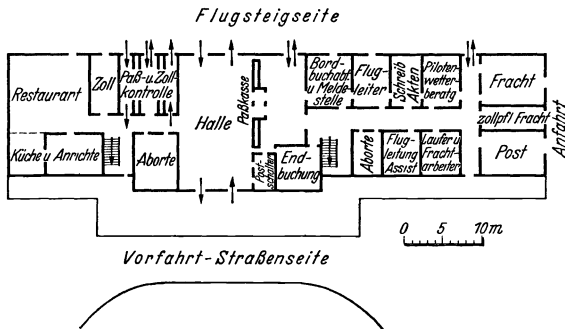 Flugsteigseite
Restaurart
Zoll
Paß-u. Zoll-
kontrolle
Halle
Paßkasse
Bord-
buchabt.
u Melde-
stelle
Flug-
leiter
Schreib
Akten
Piloten-
wetter-
beratg
Fracht
zollpfl Fracht
Anfahrt
Küche u Anrichte
Aborte
Post-
schalter
End-
buchung
Aborte
Flug-
leitung
Assist
Läufer u
Fracht-
arbeiter
Post
0 5 10m
Vorfahrt-Straßenseite